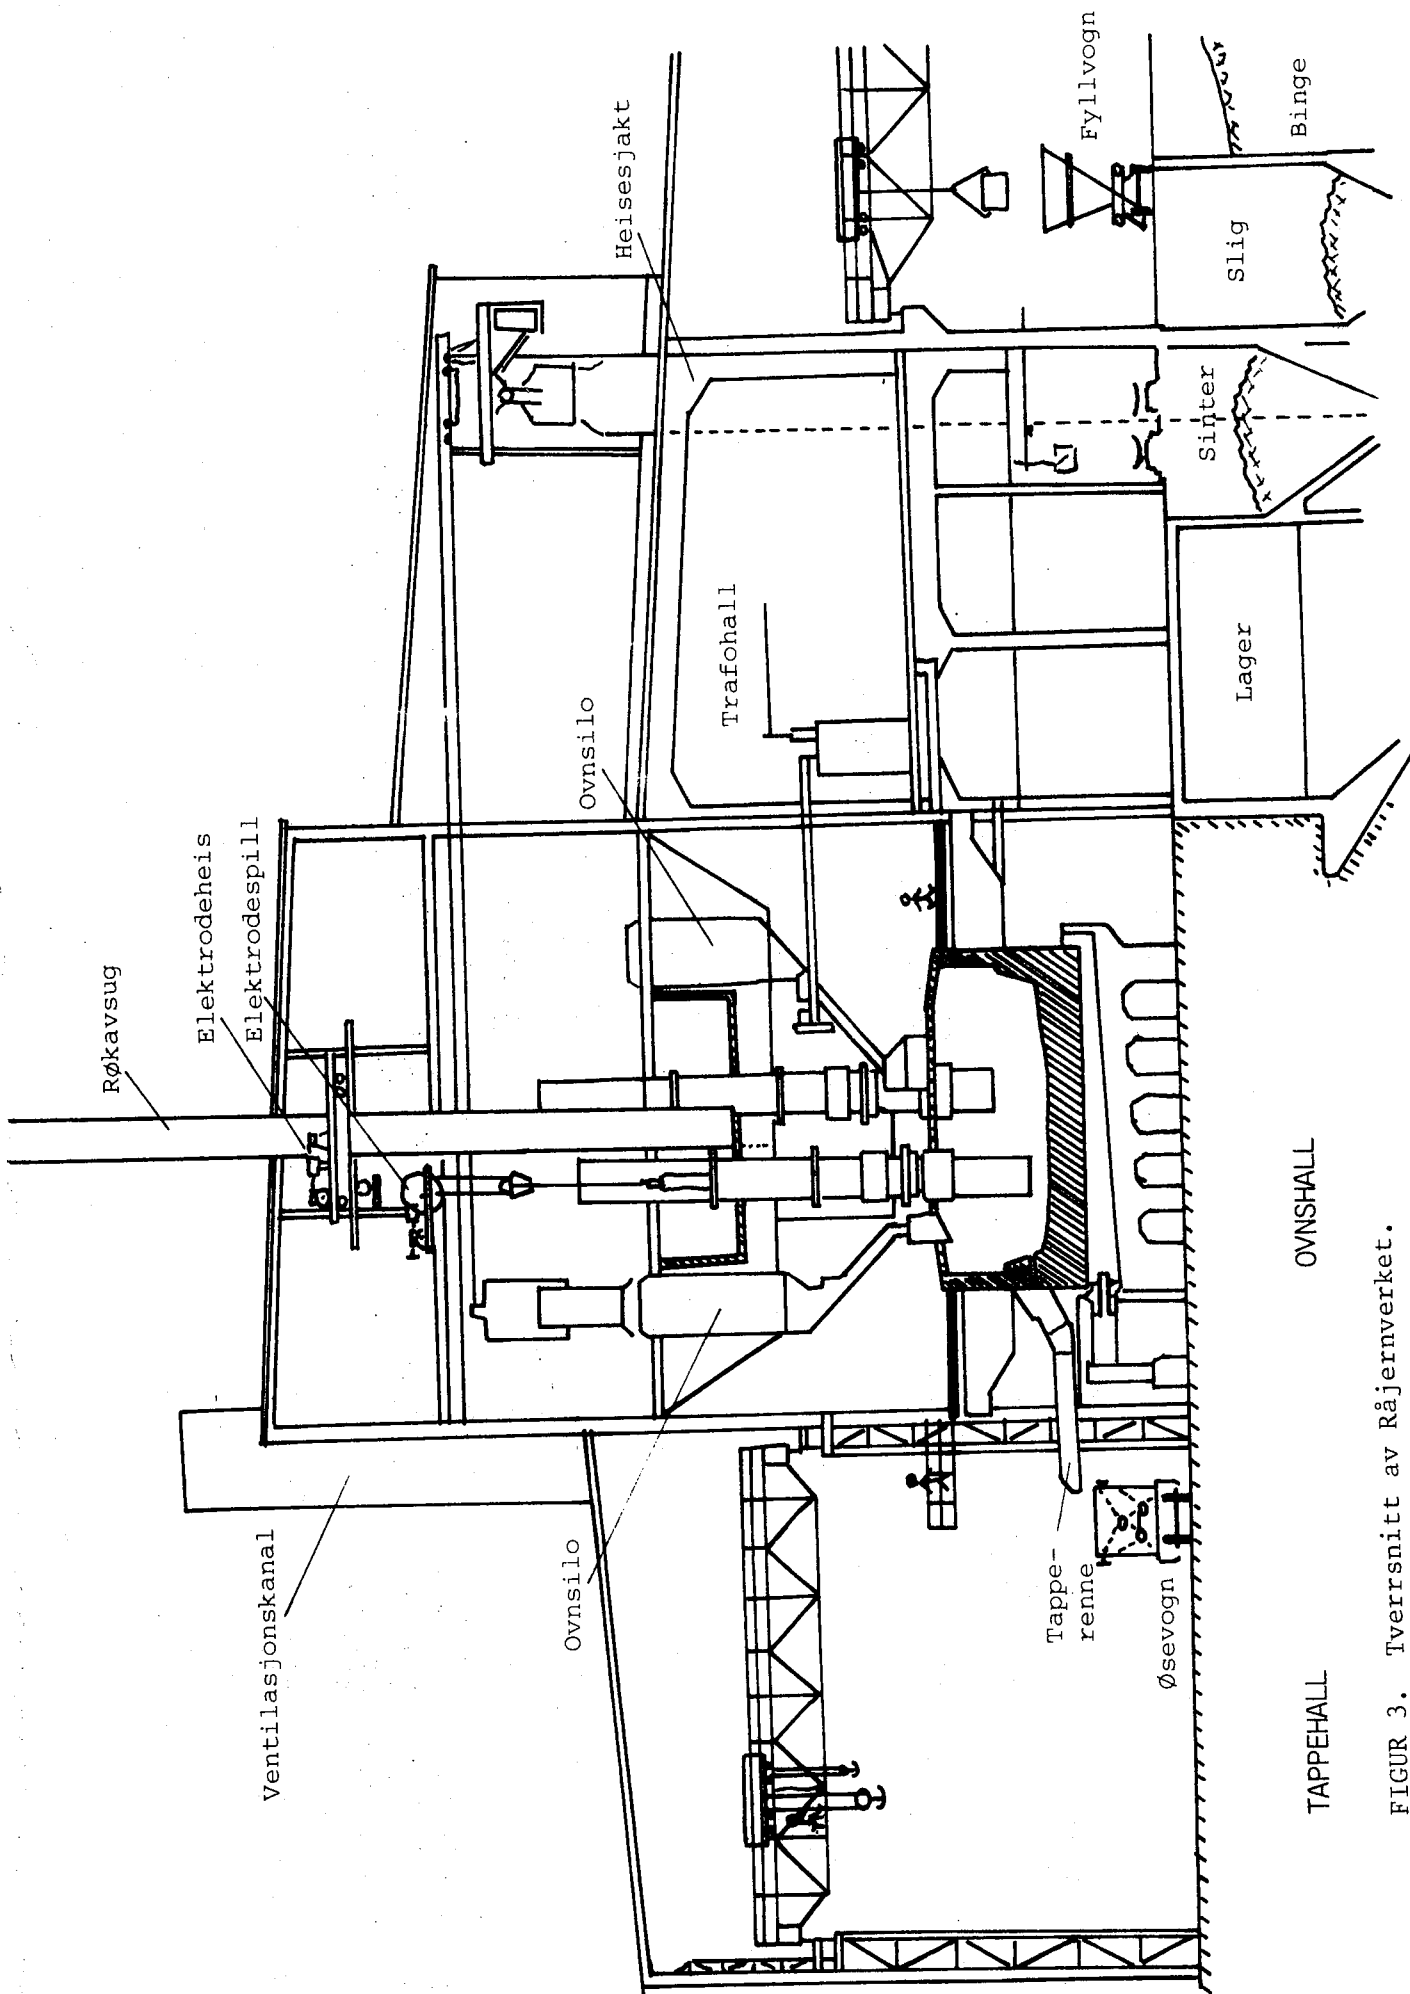 Røkavsug
Elektrodeheis
Elektrodespill
Ventilasjonskanal
Ovnsilo
Ovnsilo
Heisesjakt
Trafohall
Fyllvogn
Binge
Slig
Sinter
Lager
Tappe-
renne
Øsevogn
TAPPEHALL
OVNSHALL
FIGUR 3. Tverrsnitt av Råjernverket.